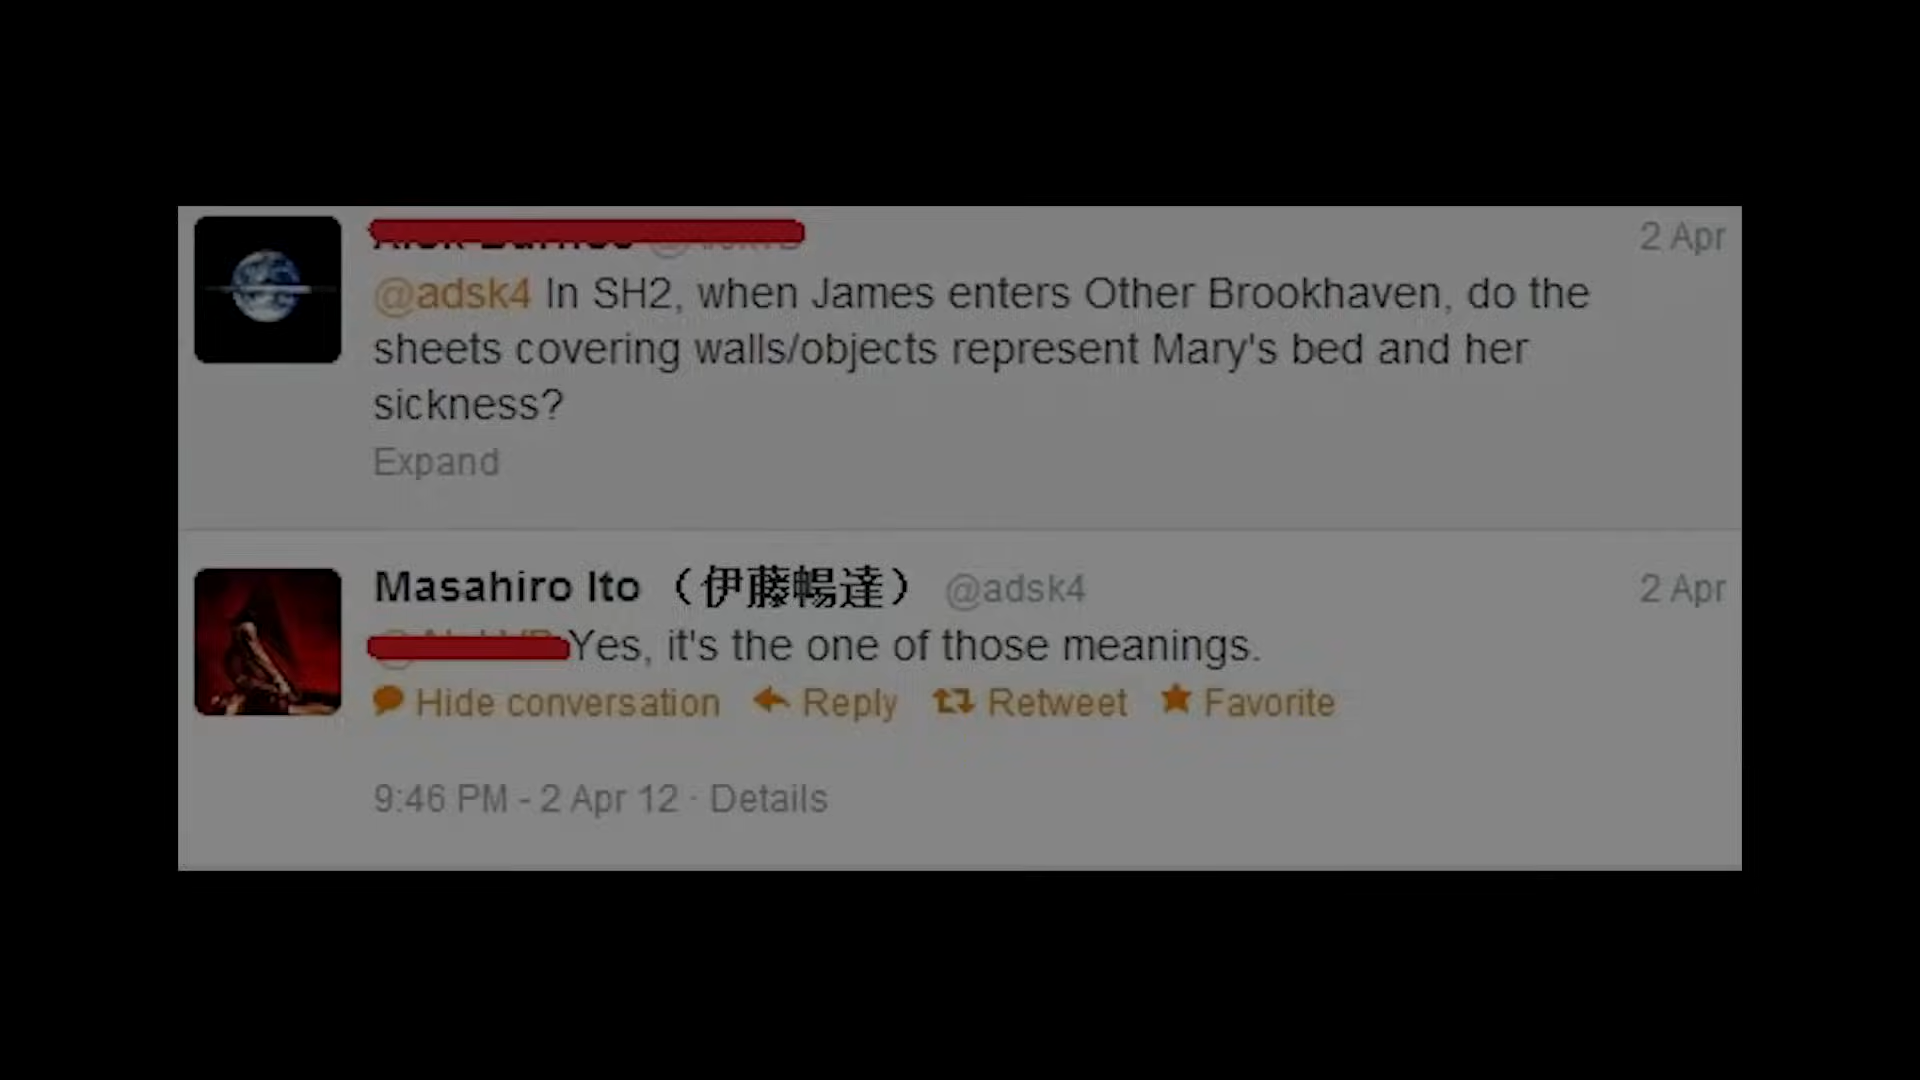 2 Apr
@adsk4 In SH2, when James enters Other Brookhaven, do the
sheets covering walls/objects represent Mary's bed and her
sickness?
Expand
Masahiro Ito （伊藤暢達） @adsk4 2 Apr
Yes, it's the one of those meanings.
Hide conversation Reply Retweet Favorite
9:46 PM - 2 Apr 12 · Details